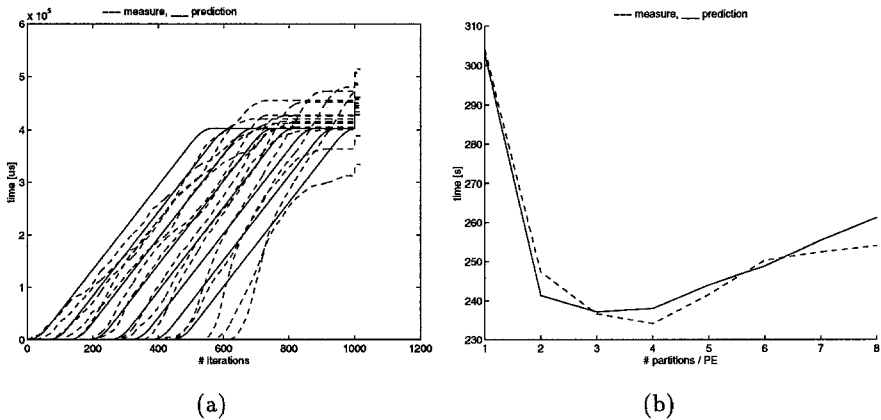 x 10^5
--- measure, ___ prediction
6
5
4
3
2
1
0
time [us]
0 200 400 600 800 1000 1200
# iterations
(a)
--- measure, ___ prediction
310
300
290
280
270
260
250
240
230
time [s]
1 2 3 4 5 6 7 8
# partitions / PE
(b)